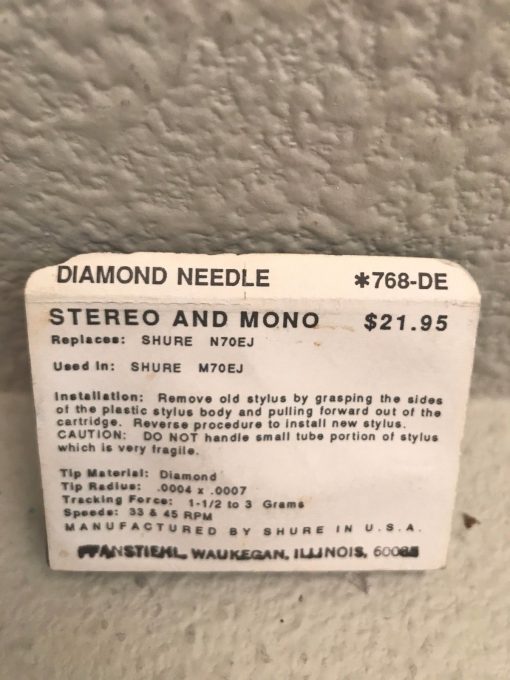 DIAMOND NEEDLE *768-DE
STEREO AND MONO $21.95
Replaces: SHURE N70EJ
Used In: SHURE M70EJ
Installation: Remove old stylus by grasping the sides
of the plastic stylus body and pulling forward out of the
cartridge. Reverse procedure to install new stylus.
CAUTION: DO NOT handle small tube portion of stylus
which is very fragile.
Tip Material: Diamond
Tip Radius: .0004 x .0007
Tracking Force: 1-1/2 to 3 Grams
Speeds: 33 & 45 RPM
MANUFACTURED BY SHURE IN U.S.A.
PFANSTIEHL, WAUKEGAN, ILLINOIS, 60085